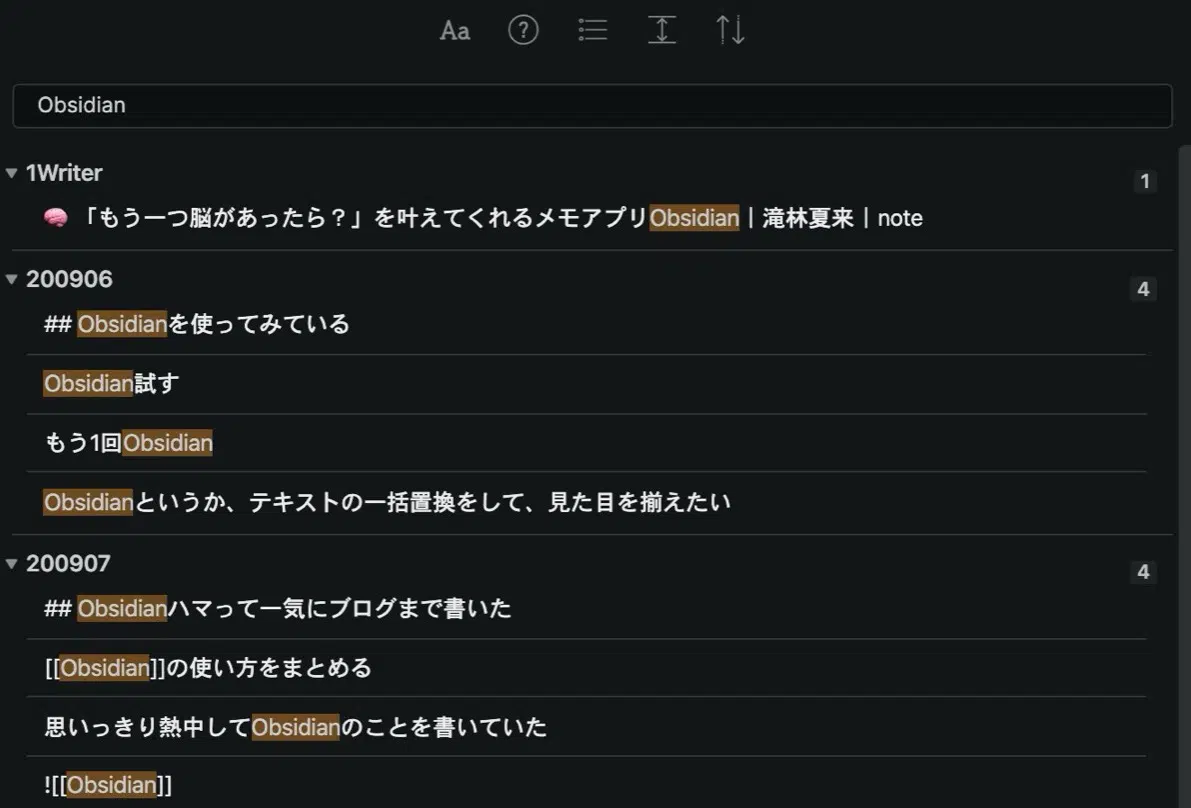 Aa
Obsidian
1Writer
1
🧠 「もう一つ脳があったら？」を叶えてくれるメモアプリObsidian｜滝林夏来｜note
200906
4
## Obsidianを使ってみている
Obsidian試す
もう1回Obsidian
Obsidianというか、テキストの一括置換をして、見た目を揃えたい
200907
4
## Obsidianハマって一気にブログまで書いた
[[Obsidian]]の使い方をまとめる
思いっきり熱中してObsidianのことを書いていた
![[Obsidian]]